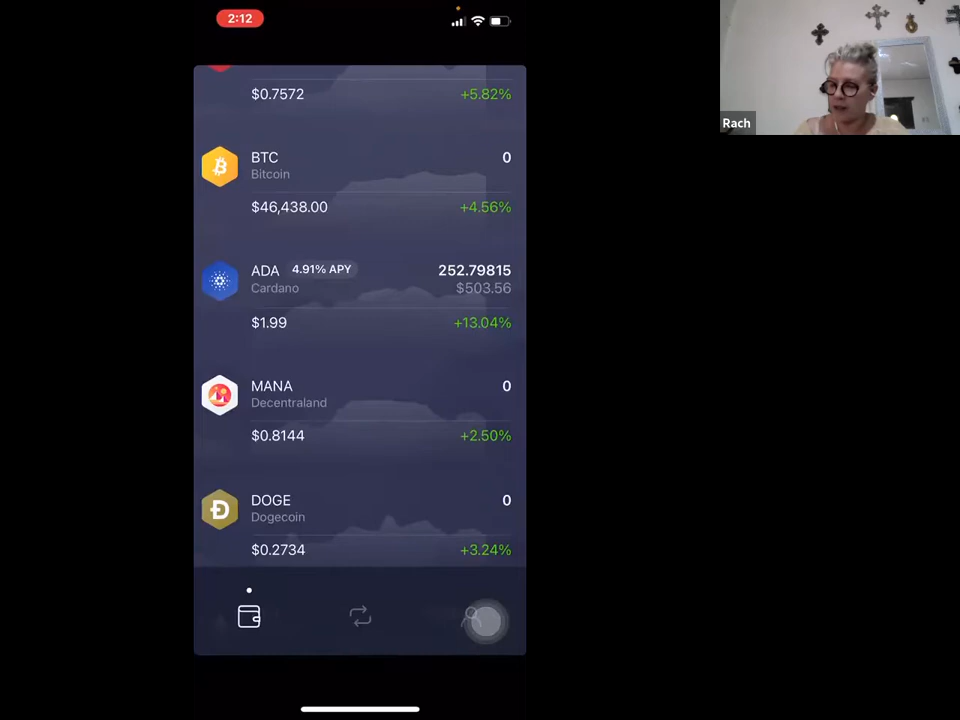 2:12
$0.7572 +5.82%
BTC 0
Bitcoin
$46,438.00 +4.56%
ADA 4.91% APY 252.79815
Cardano $503.56
$1.99 +13.04%
MANA 0
Decentraland
$0.8144 +2.50%
DOGE 0
Dogecoin
$0.2734 +3.24%
Rach